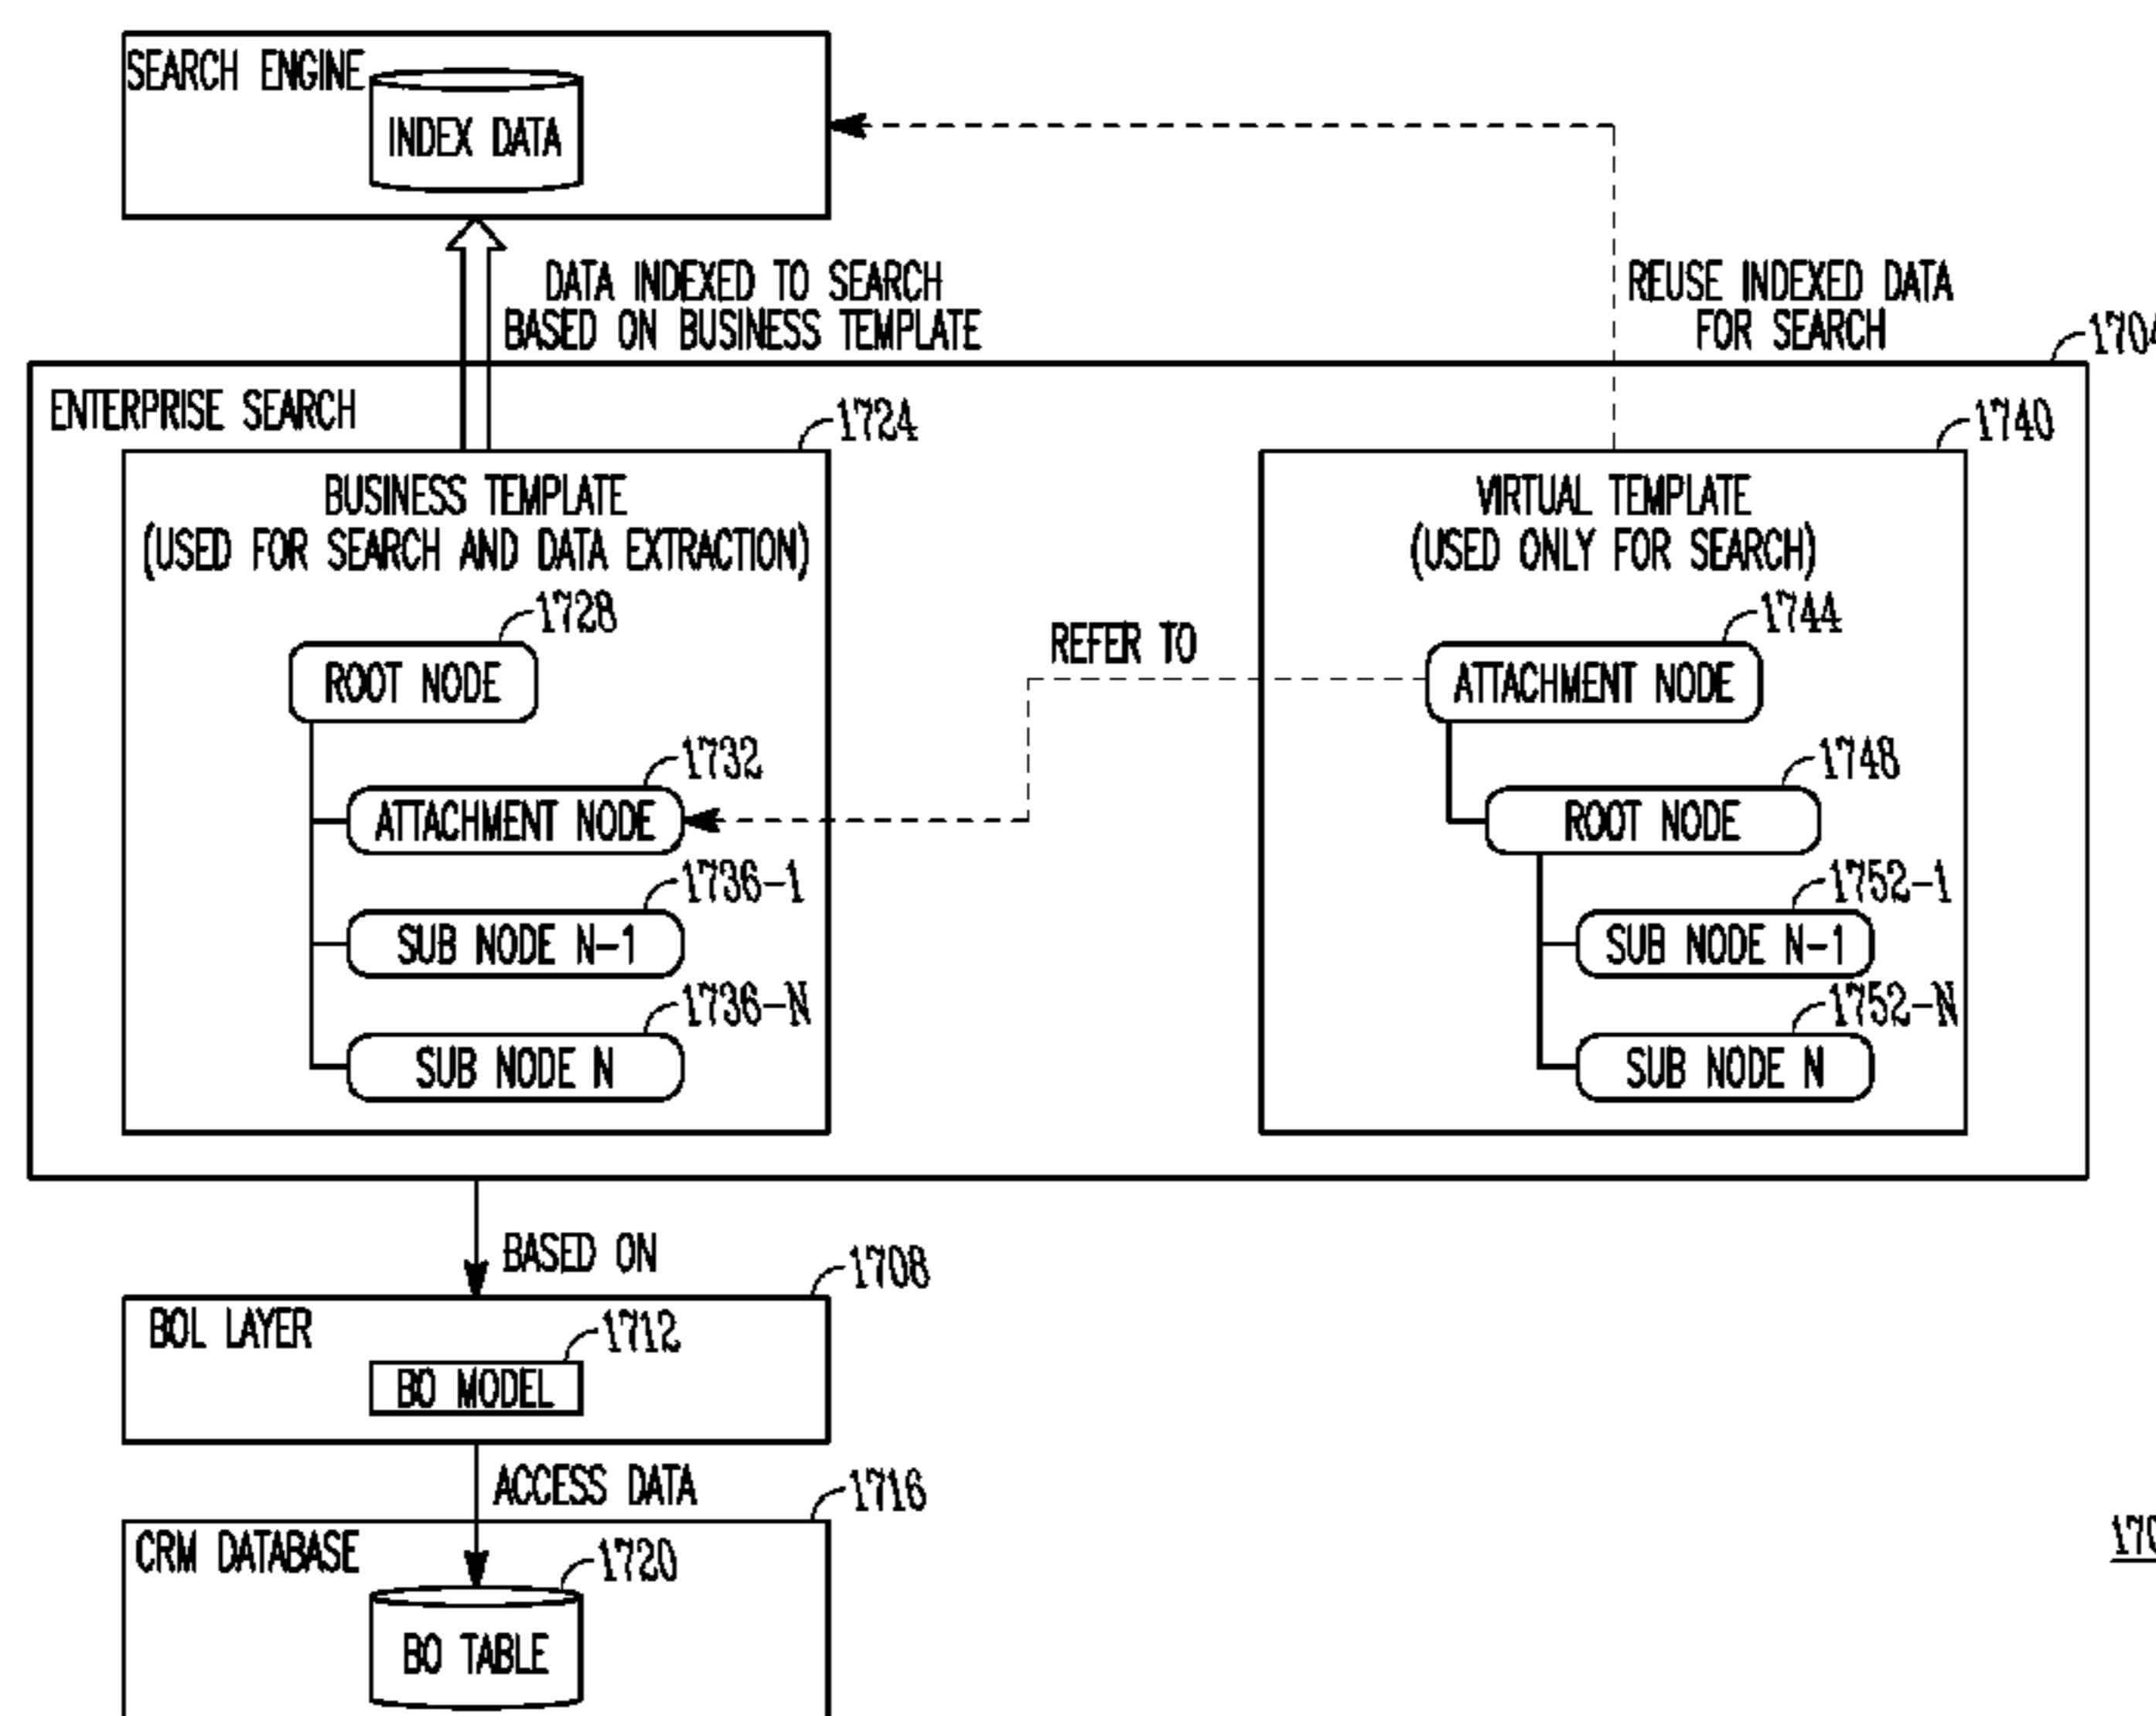 SEARCH ENGINE
INDEX DATA
DATA INDEXED TO SEARCH
BASED ON BUSINESS TEMPLATE
REUSE INDEXED DATA
FOR SEARCH
ENTERPRISE SEARCH
1724
1740
BUSINESS TEMPLATE
(USED FOR SEARCH AND DATA EXTRACTION)
VIRTUAL TEMPLATE
(USED ONLY FOR SEARCH)
1728
ROOT NODE
REFER TO
1744
ATTACHMENT NODE
1732
ATTACHMENT NODE
1748
ROOT NODE
1736-1
SUB NODE N-1
1752-1
SUB NODE N-1
1736-N
SUB NODE N
1752-N
SUB NODE N
BASED ON
1708
BOL LAYER
1712
BO MODEL
ACCESS DATA
1716
CRM DATABASE
1720
BO TABLE